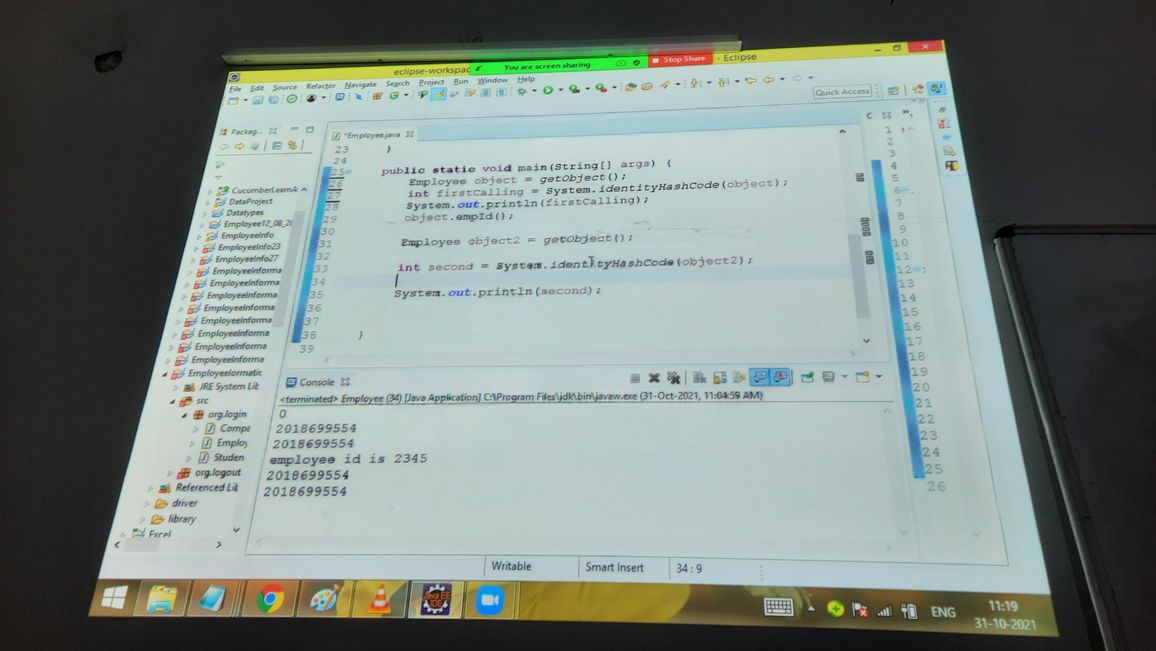 eclipse-workspac
You are screen sharing
Stop Share
- Eclipse
File Edit Source Refactor Navigate Search Project Run Window Help
Quick Access
Packag...
*Employee.java
CucumberLearnA
DataProject
Datatypes
Employee12_08_20
EmployeeInfo
EmployeeInfo23
EmployeeInfo27
EmployeeInforma
EmployeeInforma
EmployeeInforma
EmployeeInforma
EmployeeInforma
EmployeeInforma
EmployeeInforma
EmployeeInforma
EmployeeIormatic
JRE System Lib
src
org.login
Compa
Employ
Studen
org.logout
Referenced Lib
driver
library
Excel
23 }
24
25 public static void main(String[] args) {
26 Employee object = getObject();
27 int firstCalling = System.identityHashCode(object);
28 System.out.println(firstCalling);
29 object.empId();
30
31 Employee object2 = getObject();
32
33 int second = System.identityHashCode(object2);
34
35 System.out.println(second);
36
37
38 }
39
1
2
3
4
5
6
7
8
9
10
11
12
13
14
15
16
17
18
19
20
21
22
23
24
25
26
Console
<terminated> Employee (34) [Java Application] C:\Program Files\jdk\bin\javaw.exe (31-Oct-2021, 11:04:59 AM)
0
2018699554
2018699554
employee id is 2345
2018699554
2018699554
Writable
Smart Insert
34 : 9
Java EE
IDE
ENG
11:19
31-10-2021